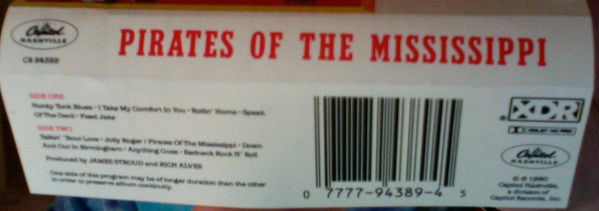 Capitol
NASHVILLE
C4 94389
PIRATES OF THE MISSISSIPPI
SIDE ONE
Honky Tonk Blues • I Take My Comfort In You • Rollin' Home • Speak
Of The Devil • Feed Jake
SIDE TWO
Talkin' 'Bout Love • Jolly Roger / Pirates Of The Mississippi • Down
And Out In Birmingham • Anything Goes • Redneck Rock N' Roll
Produced by JAMES STROUD and RICH ALVES
One side of this program may be of longer duration than the other
in order to preserve album continuity.
0 7777-94389-4 5
XDR
DOLBY HX PRO
Capitol
NASHVILLE
© ℗ 1990
Capitol Nashville,
a division of
Capitol Records, Inc.